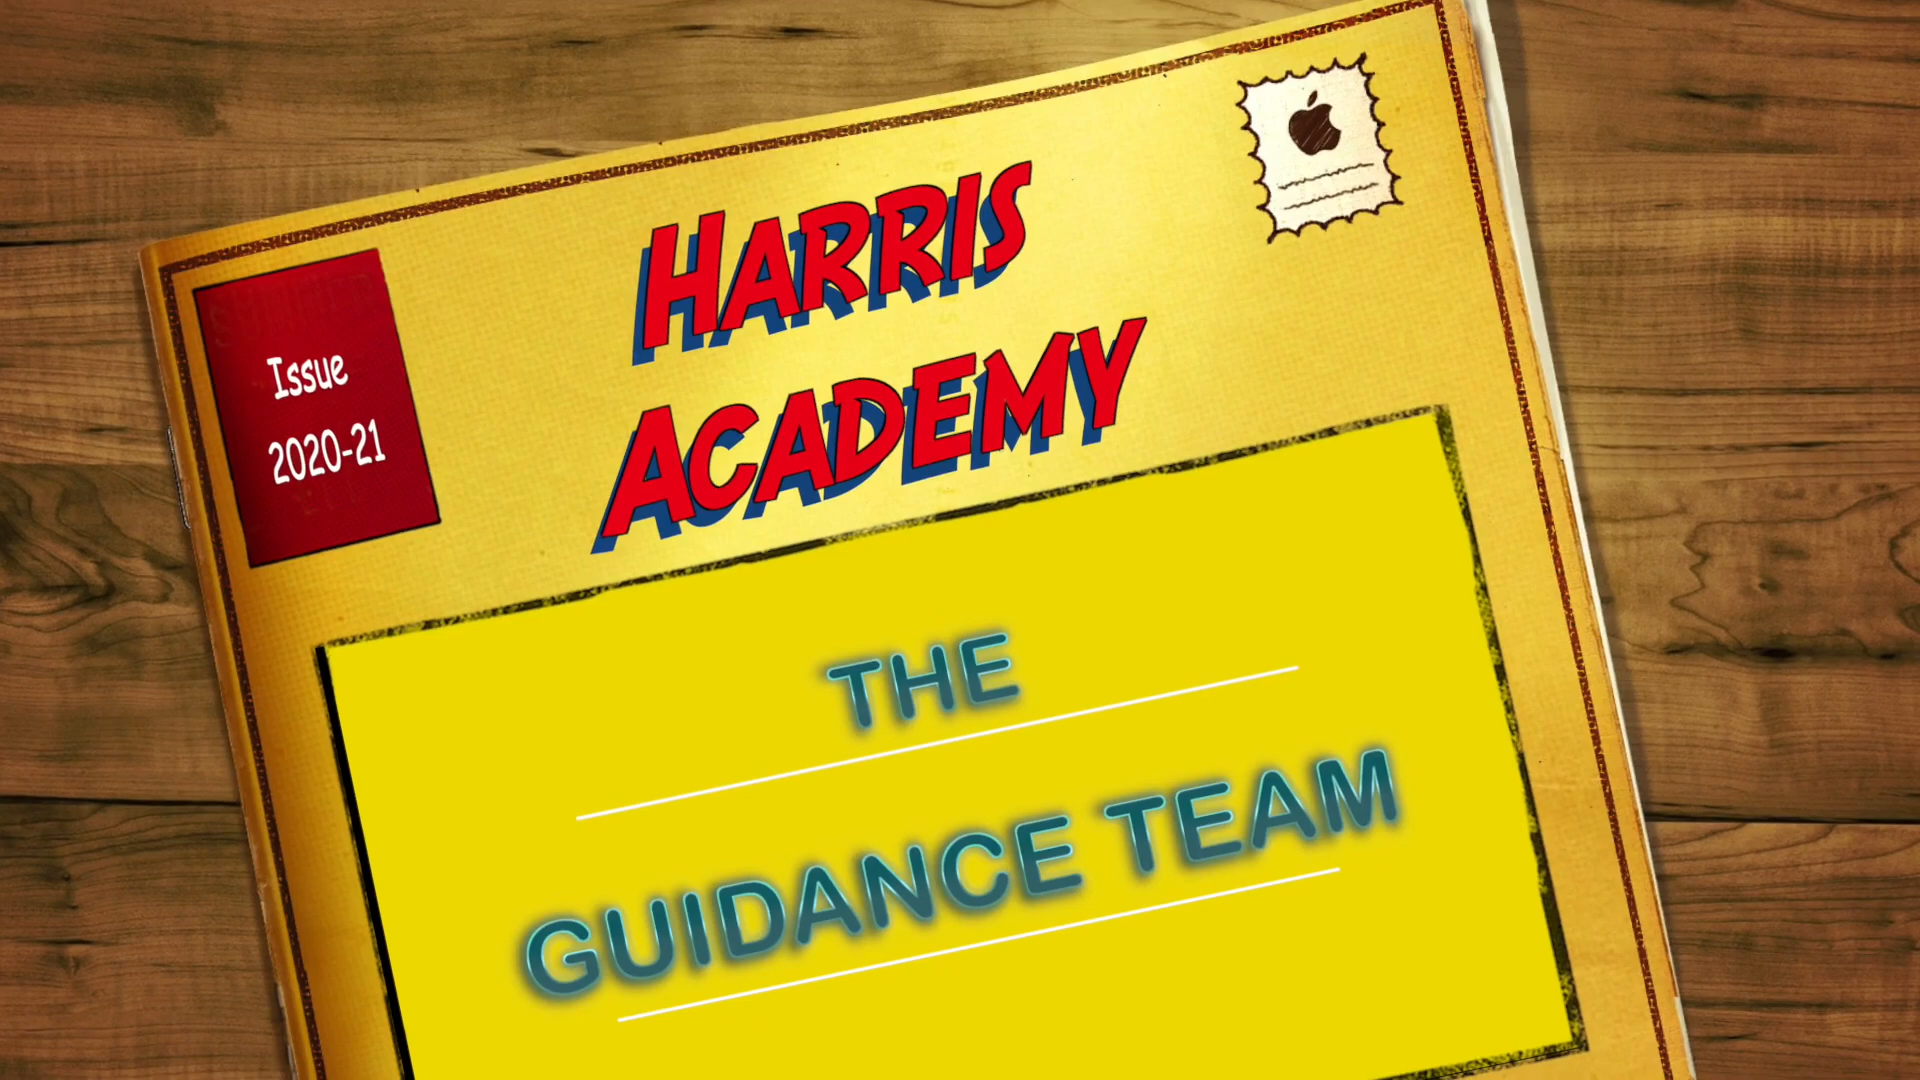 HARRIS
ACADEMY
Issue
2020-21
THE
GUIDANCE TEAM